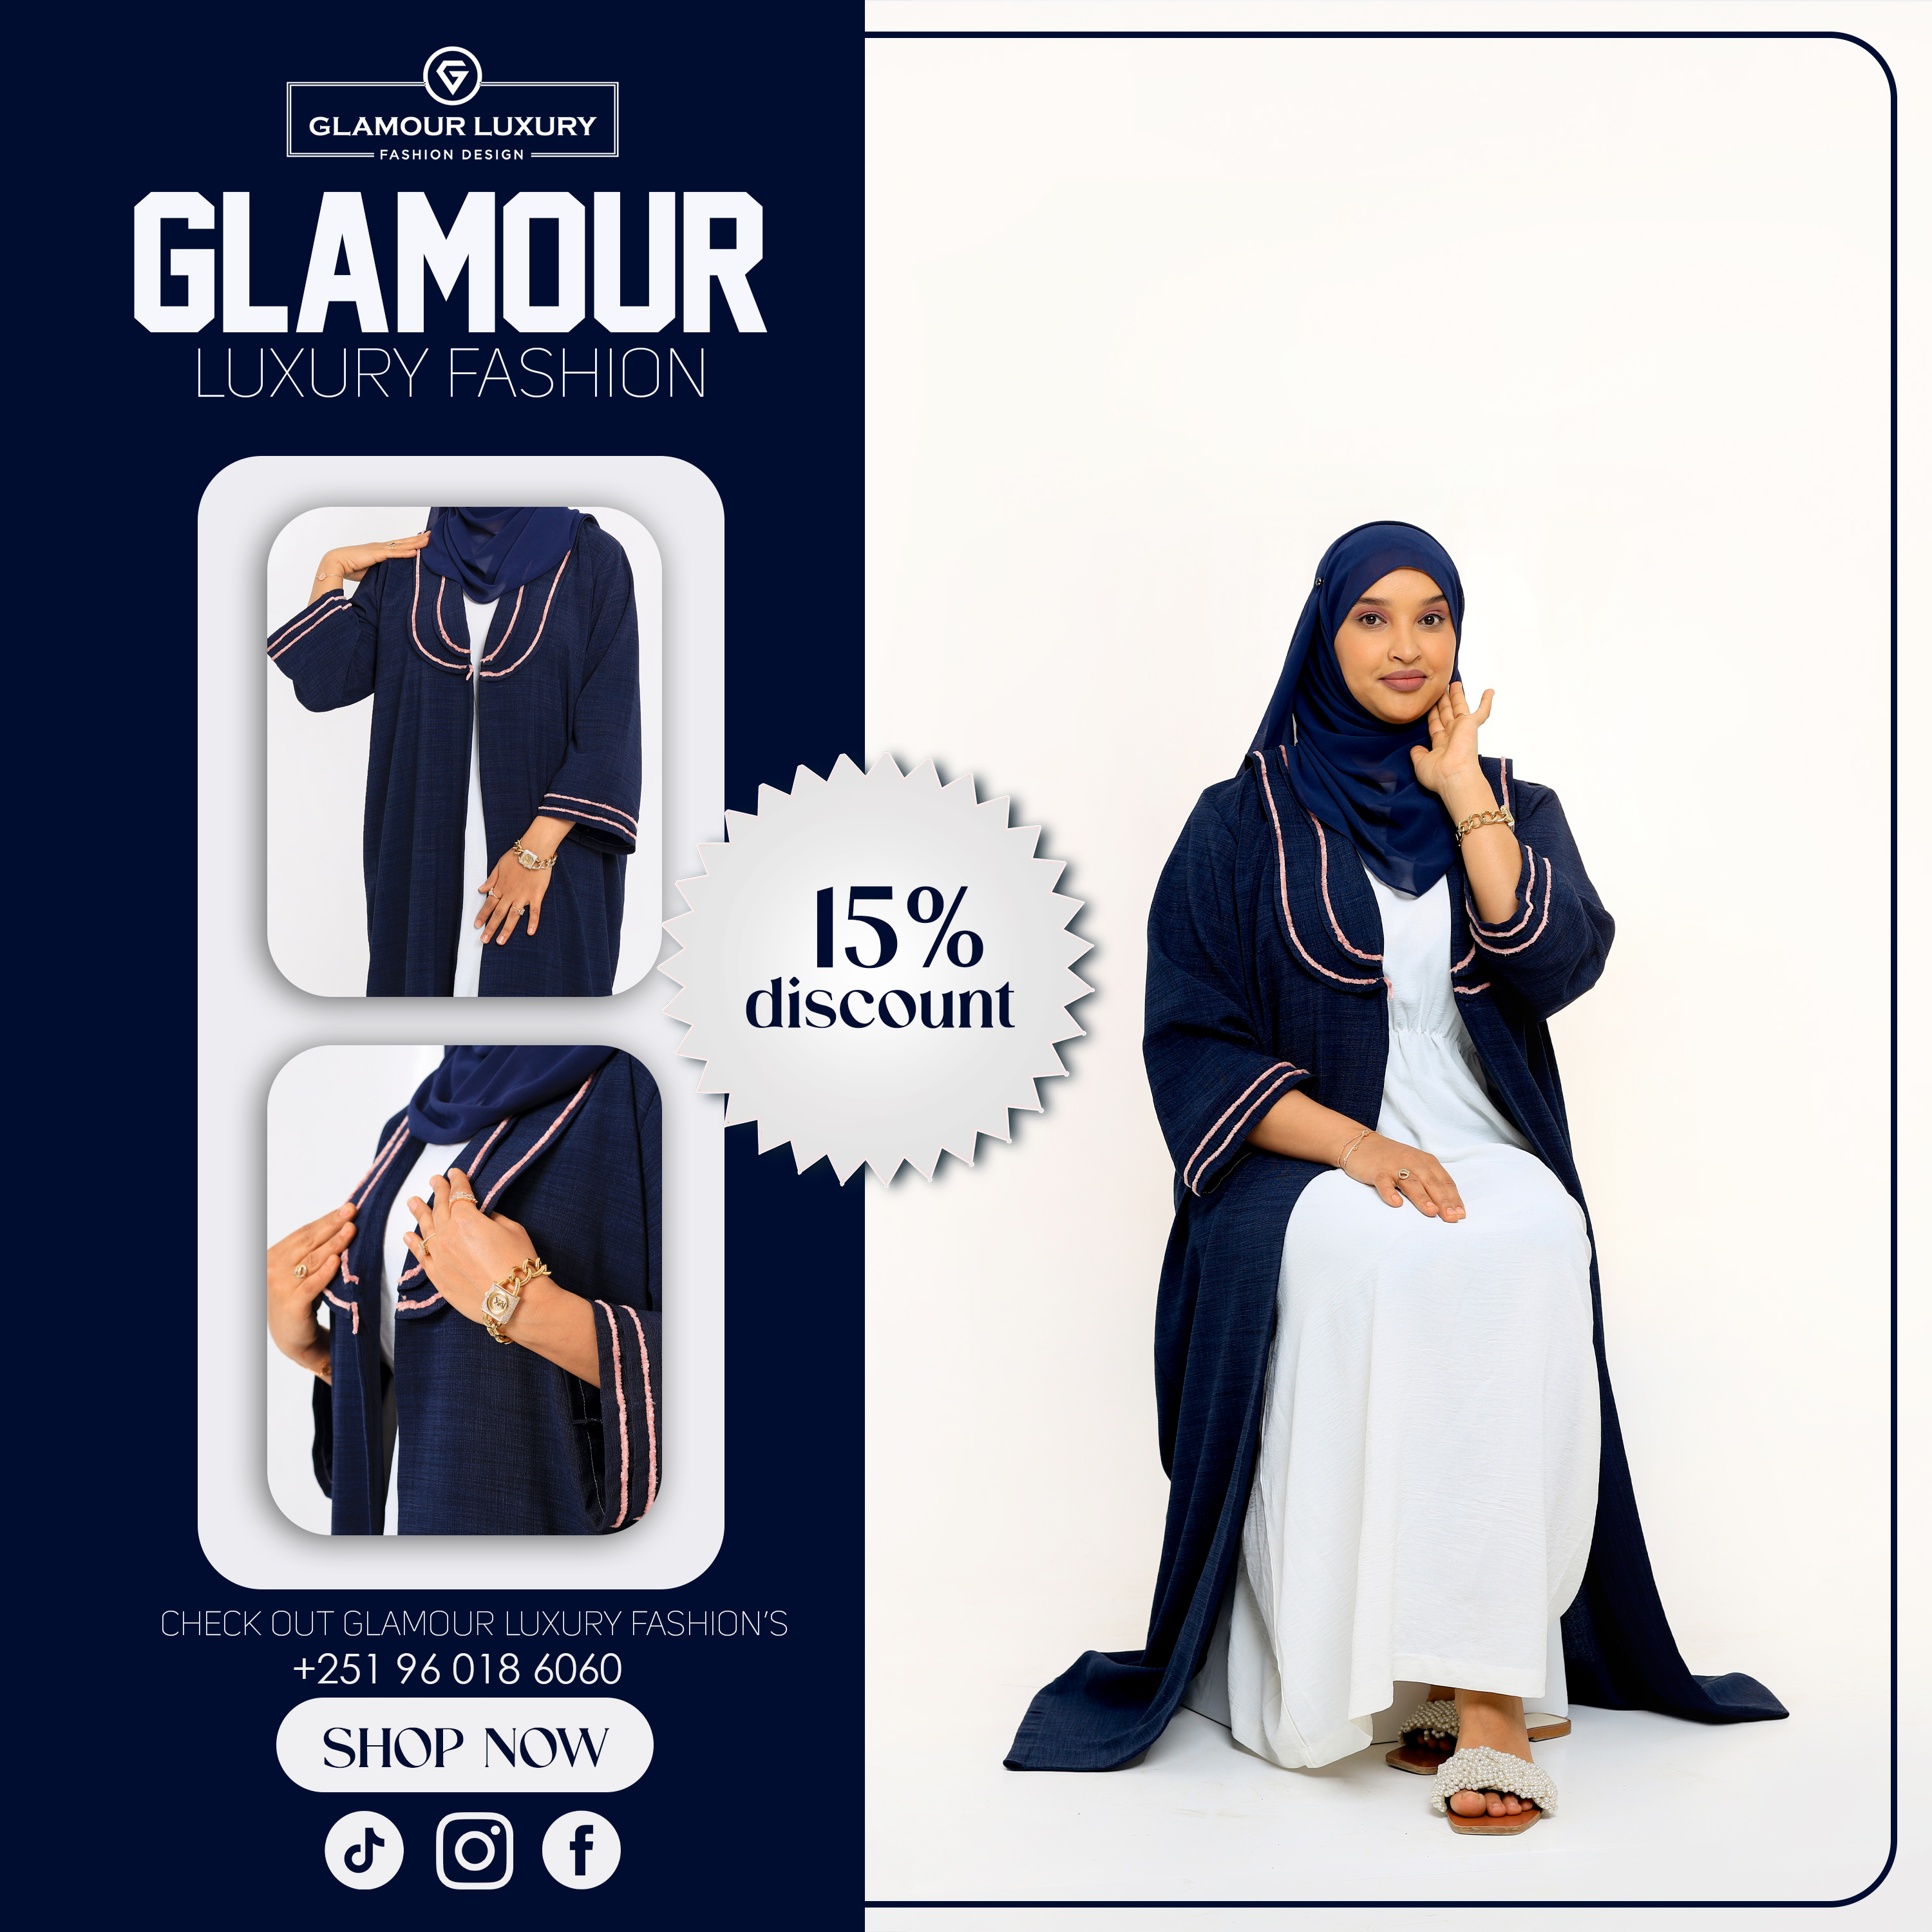 GLAMOUR LUXURY
FASHION DESIGN
GLAMOUR
LUXURY FASHION
15%
discount
CHECK OUT GLAMOUR LUXURY FASHION'S
+251 96 018 6060
SHOP NOW